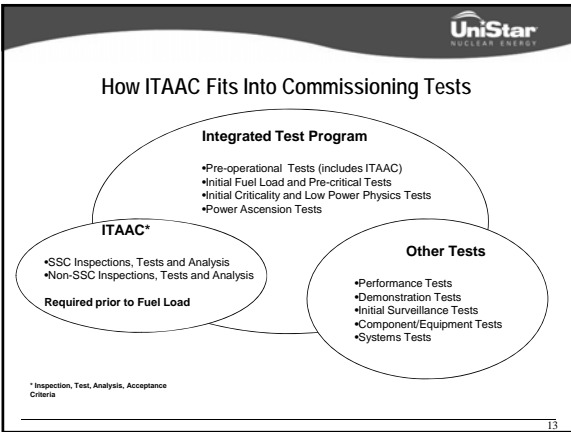 UniStar
NUCLEAR ENERGY
How ITAAC Fits Into Commissioning Tests
Integrated Test Program
•Pre-operational Tests (includes ITAAC)
•Initial Fuel Load and Pre-critical Tests
•Initial Criticality and Low Power Physics Tests
•Power Ascension Tests
ITAAC*
•SSC Inspections, Tests and Analysis
•Non-SSC Inspections, Tests and Analysis
Required prior to Fuel Load
Other Tests
•Performance Tests
•Demonstration Tests
•Initial Surveillance Tests
•Component/Equipment Tests
•Systems Tests
* Inspection, Test, Analysis, Acceptance
Criteria
13